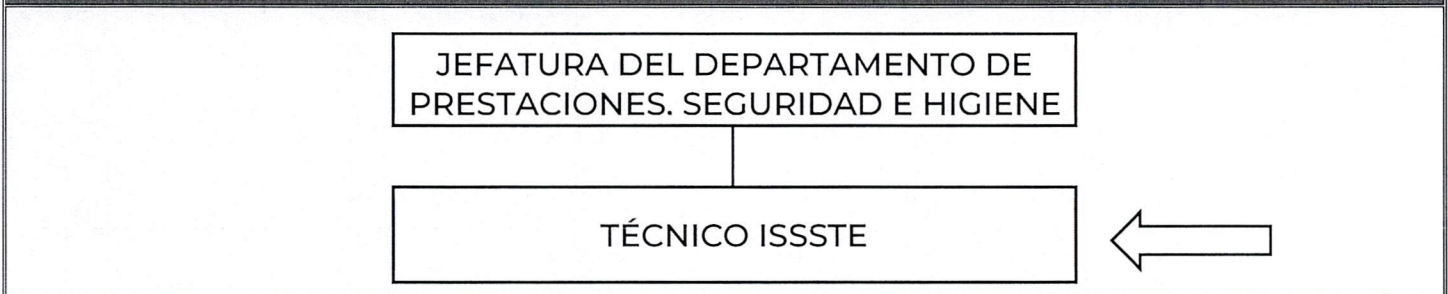 JEFATURA DEL DEPARTAMENTO DE
PRESTACIONES. SEGURIDAD E HIGIENE
TÉCNICO ISSSTE